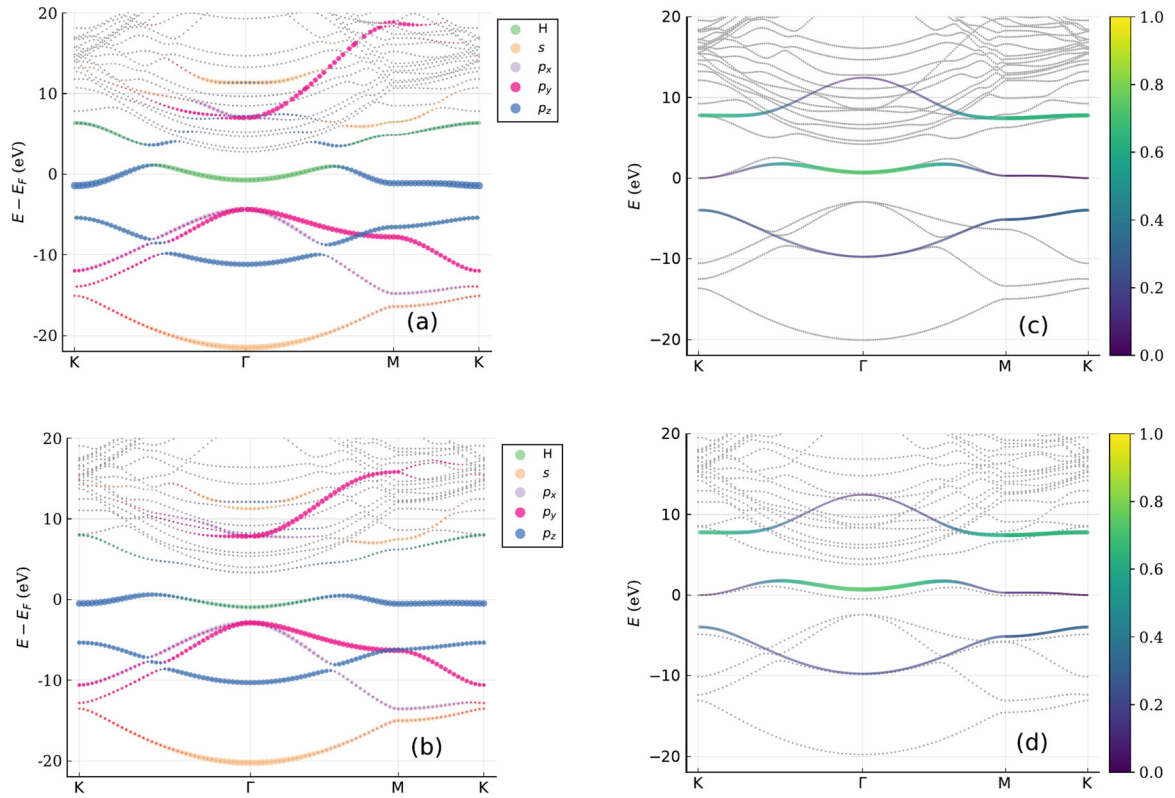 20
10
0
-10
-20
E − E_F (eV)
K
Γ
M
K
(a)
H
s
p_x
p_y
p_z
20
10
0
−10
−20
E (eV)
K
Γ
M
K
(c)
1.0
0.8
0.6
0.4
0.2
0.0
20
10
0
-10
-20
E − E_F (eV)
K
Γ
M
K
(b)
H
s
p_x
p_y
p_z
20
10
0
−10
−20
E (eV)
K
Γ
M
K
(d)
1.0
0.8
0.6
0.4
0.2
0.0